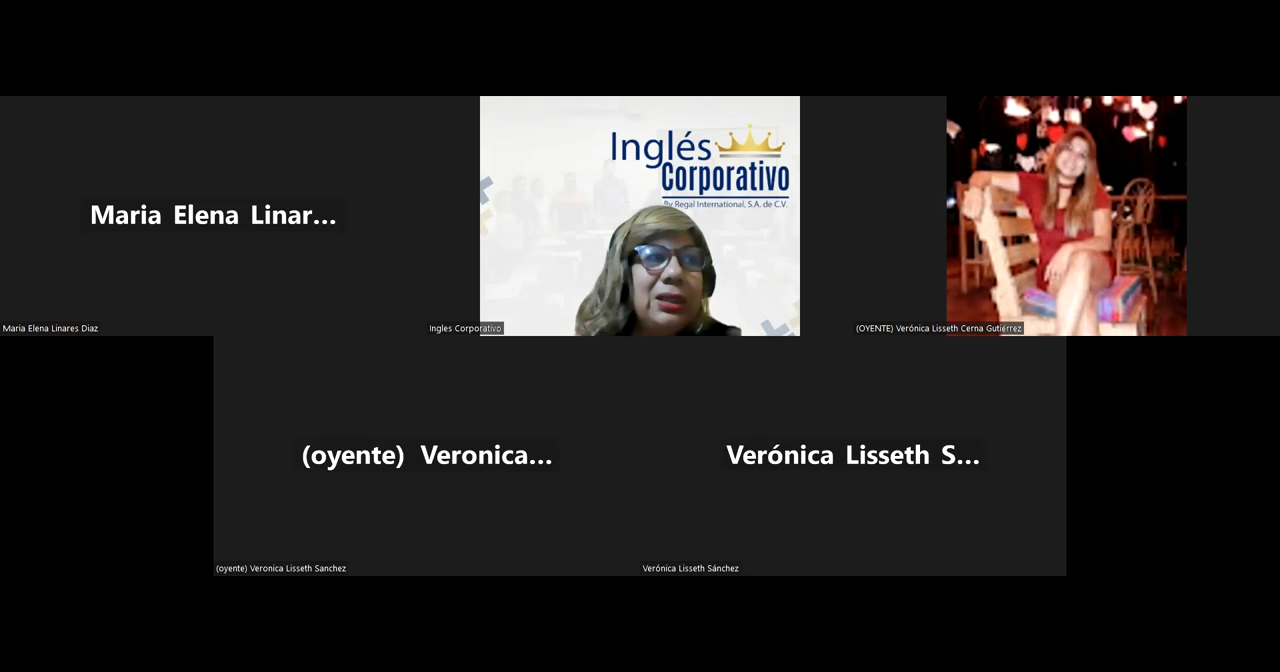 Maria Elena Linar...
Maria Elena Linares Diaz
Inglés
Corporativo
By Regal International, S.A. de C.V.
Ingles Corporativo
(OYENTE) Verónica Lisseth Cerna Gutiérrez
(oyente) Veronica...
(oyente) Veronica Lisseth Sanchez
Verónica Lisseth S...
Verónica Lisseth Sánchez